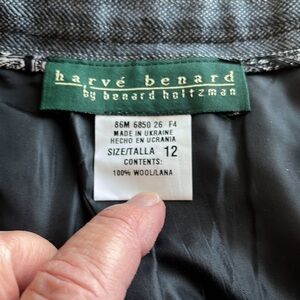 harvé benard
by benard holtzman
86M 6850 26 F4
MADE IN UKRAINE
HECHO EN UCRANIA
SIZE/TALLA 12
CONTENTS:
100% WOOL/LANA